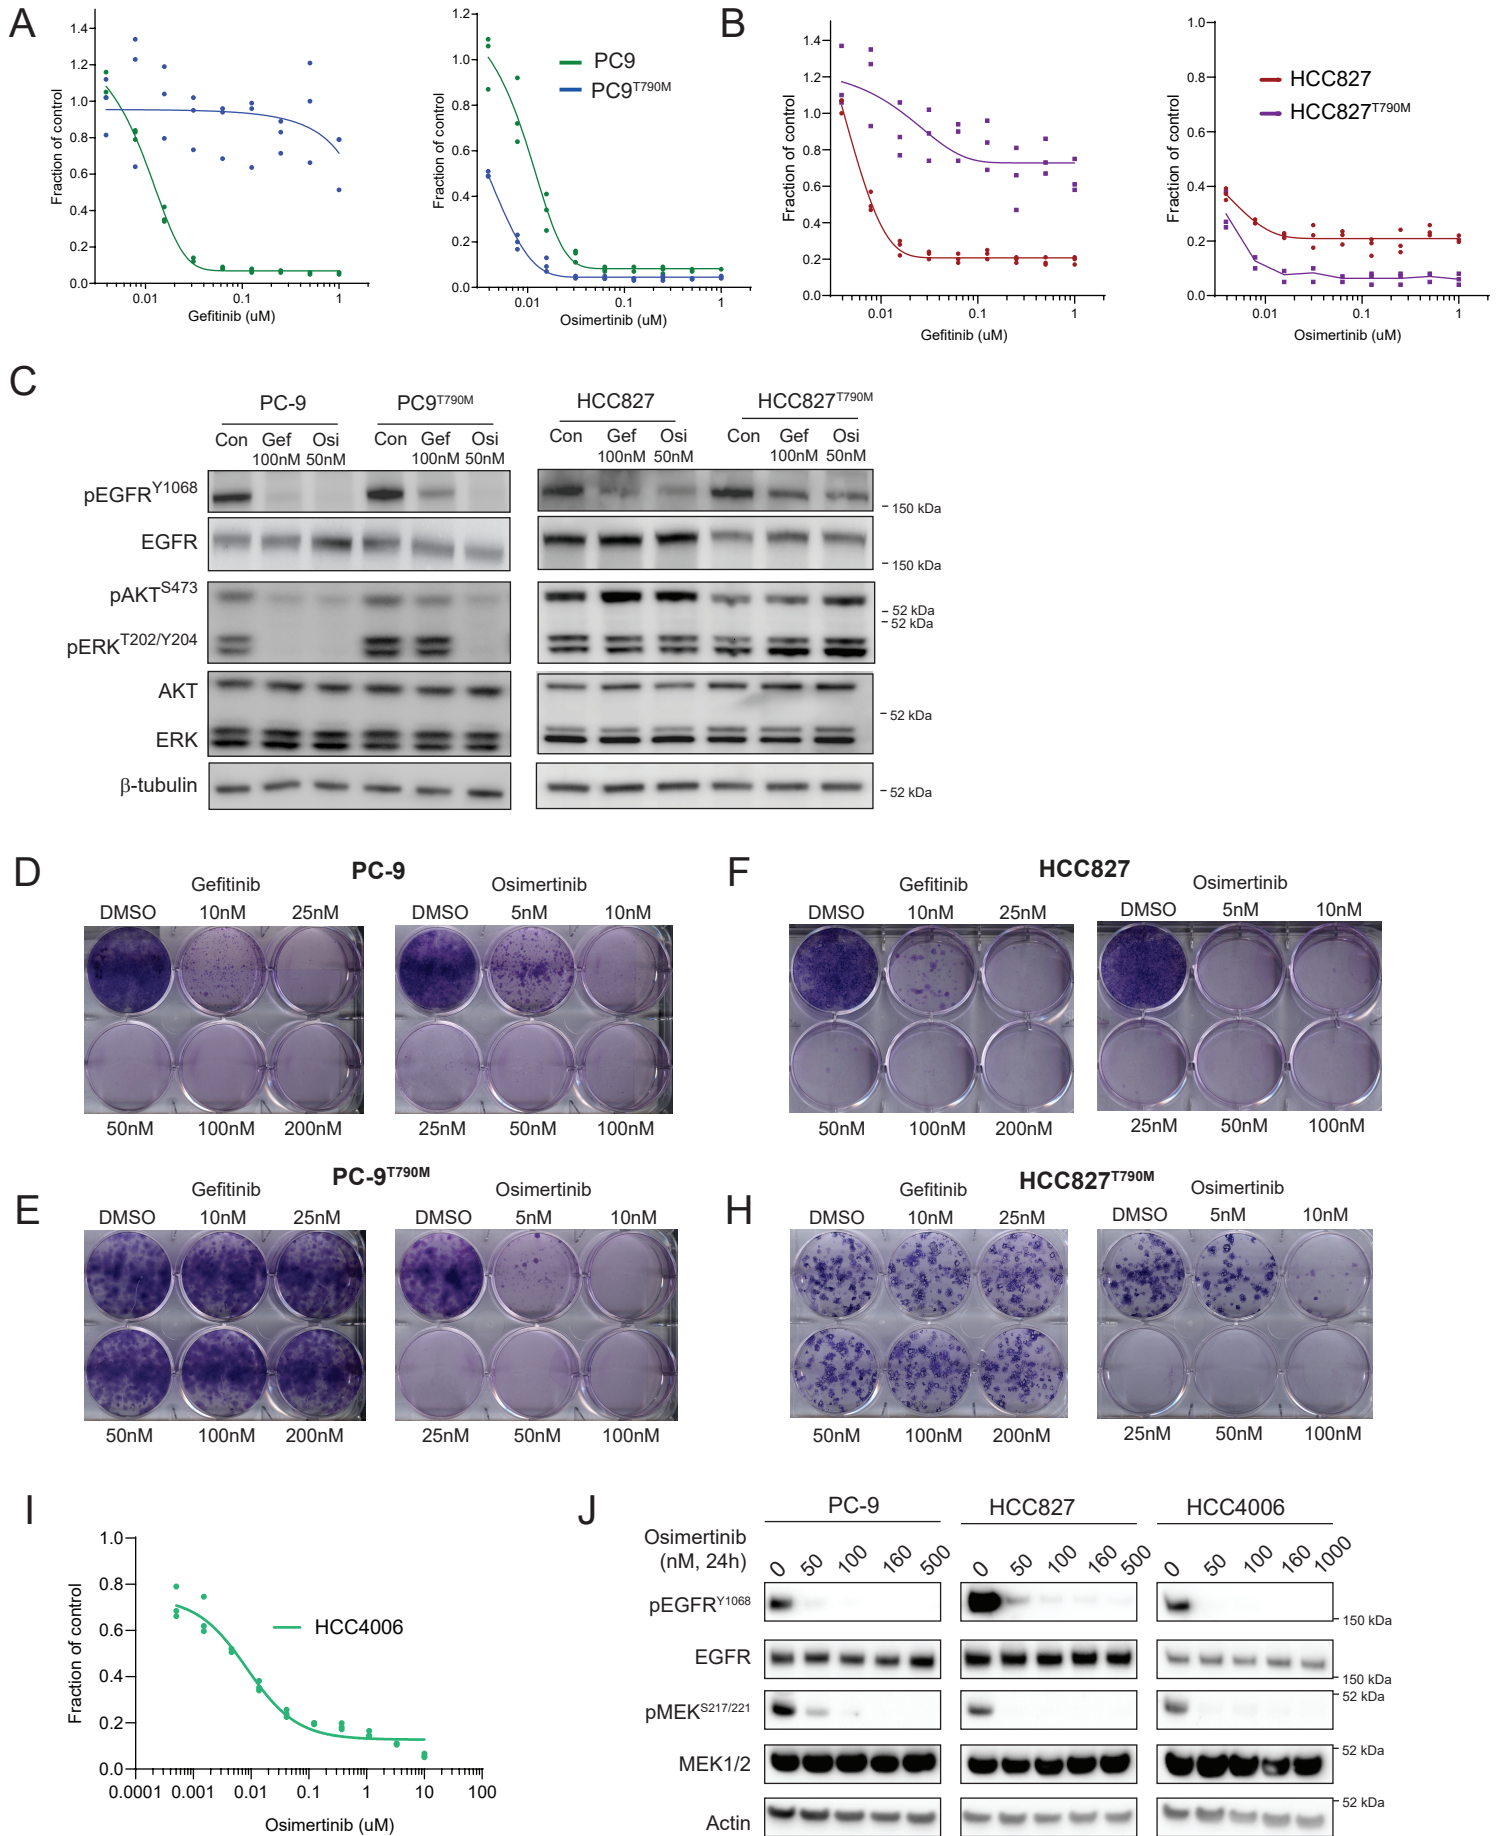 A
Fraction of control
1.4
1.2
1.0
0.8
0.6
0.4
0.2
0.0
0.01
0.1
1
Gefitinib (uM)
Fraction of control
1.2
1.0
0.8
0.6
0.4
0.2
0.0
0.01
0.1
1
Osimertinib (uM)
PC9
PC9T790M
B
Fraction of control
1.4
1.2
1.0
0.8
0.6
0.4
0.2
0.0
0.01
0.1
1
Gefitinib (uM)
Fraction of control
1.0
0.8
0.6
0.4
0.2
0.0
0.01
0.1
1
Osimertinib (uM)
HCC827
HCC827T790M
C
PC-9 PC9T790M HCC827 HCC827T790M
Con Gef Osi Con Gef Osi Con Gef Osi Con Gef Osi
100nM 50nM 100nM 50nM 100nM 50nM 100nM 50nM
pEGFRY1068
150 kDa
EGFR
150 kDa
pAKTS473
52 kDa
52 kDa
pERKT202/Y204
AKT
52 kDa
ERK
β-tubulin
52 kDa
D
PC-9
Gefitinib Osimertinib
DMSO 10nM 25nM DMSO 5nM 10nM
50nM 100nM 200nM 25nM 50nM 100nM
F
HCC827
Gefitinib Osimertinib
DMSO 10nM 25nM DMSO 5nM 10nM
50nM 100nM 200nM 25nM 50nM 100nM
E
PC-9T790M
Gefitinib Osimertinib
DMSO 10nM 25nM DMSO 5nM 10nM
50nM 100nM 200nM 25nM 50nM 100nM
H
HCC827T790M
Gefitinib Osimertinib
DMSO 10nM 25nM DMSO 5nM 10nM
50nM 100nM 200nM 25nM 50nM 100nM
I
Fraction of control
1.0
0.8
0.6
0.4
0.2
0.0
0.0001 0.001 0.01 0.1 1 10 100
Osimertinib (uM)
HCC4006
J
PC-9 HCC827 HCC4006
Osimertinib
(nM, 24h)
0 50 100 160 500 0 50 100 160 500 0 50 100 160 1000
pEGFRY1068
150 kDa
EGFR
150 kDa
52 kDa
pMEKS217/221
MEK1/2
52 kDa
52 kDa
Actin